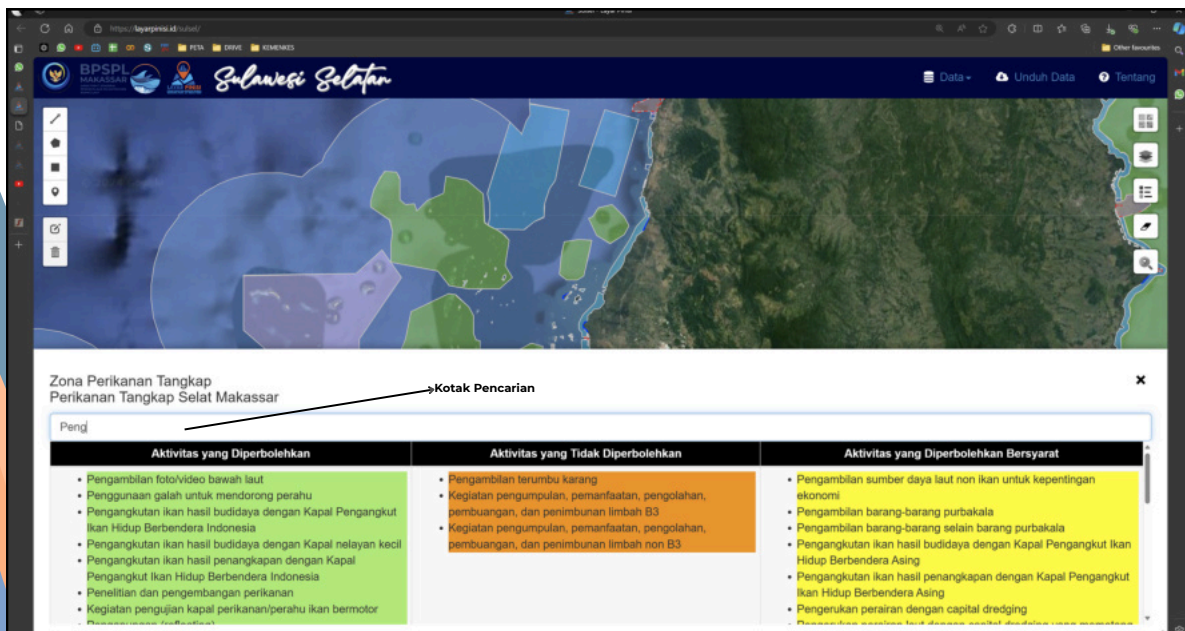 Sulsel - Layar Pinisi
https://layarpinisi.id/sulsel/
PETA
DRIVE
KEMENKES
Other favourites
BPSPL
MAKASSAR
Sulawesi Selatan
Data
Unduh Data
Tentang
Zona Perikanan Tangkap
Perikanan Tangkap Selat Makassar
Kotak Pencarian
Peng
Aktivitas yang Diperbolehkan
Aktivitas yang Tidak Diperbolehkan
Aktivitas yang Diperbolehkan Bersyarat
• Pengambilan foto/video bawah laut
• Penggunaan galah untuk mendorong perahu
• Pengangkutan ikan hasil budidaya dengan Kapal Pengangkut
Ikan Hidup Berbendera Indonesia
• Pengangkutan ikan hasil budidaya dengan Kapal nelayan kecil
• Pengangkutan ikan hasil penangkapan dengan Kapal
Pengangkut Ikan Hidup Berbendera Indonesia
• Penelitian dan pengembangan perikanan
• Kegiatan pengujian kapal perikanan/perahu ikan bermotor
• Pengambilan terumbu karang
• Kegiatan pengumpulan, pemanfaatan, pengolahan,
pembuangan, dan penimbunan limbah B3
• Kegiatan pengumpulan, pemanfaatan, pengolahan,
pembuangan, dan penimbunan limbah non B3
• Pengambilan sumber daya laut non ikan untuk kepentingan
ekonomi
• Pengambilan barang-barang purbakala
• Pengambilan barang-barang selain barang purbakala
• Pengangkutan ikan hasil budidaya dengan Kapal Pengangkut Ikan
Hidup Berbendera Asing
• Pengangkutan ikan hasil penangkapan dengan Kapal Pengangkut
Ikan Hidup Berbendera Asing
• Pengerukan perairan dengan capital dredging